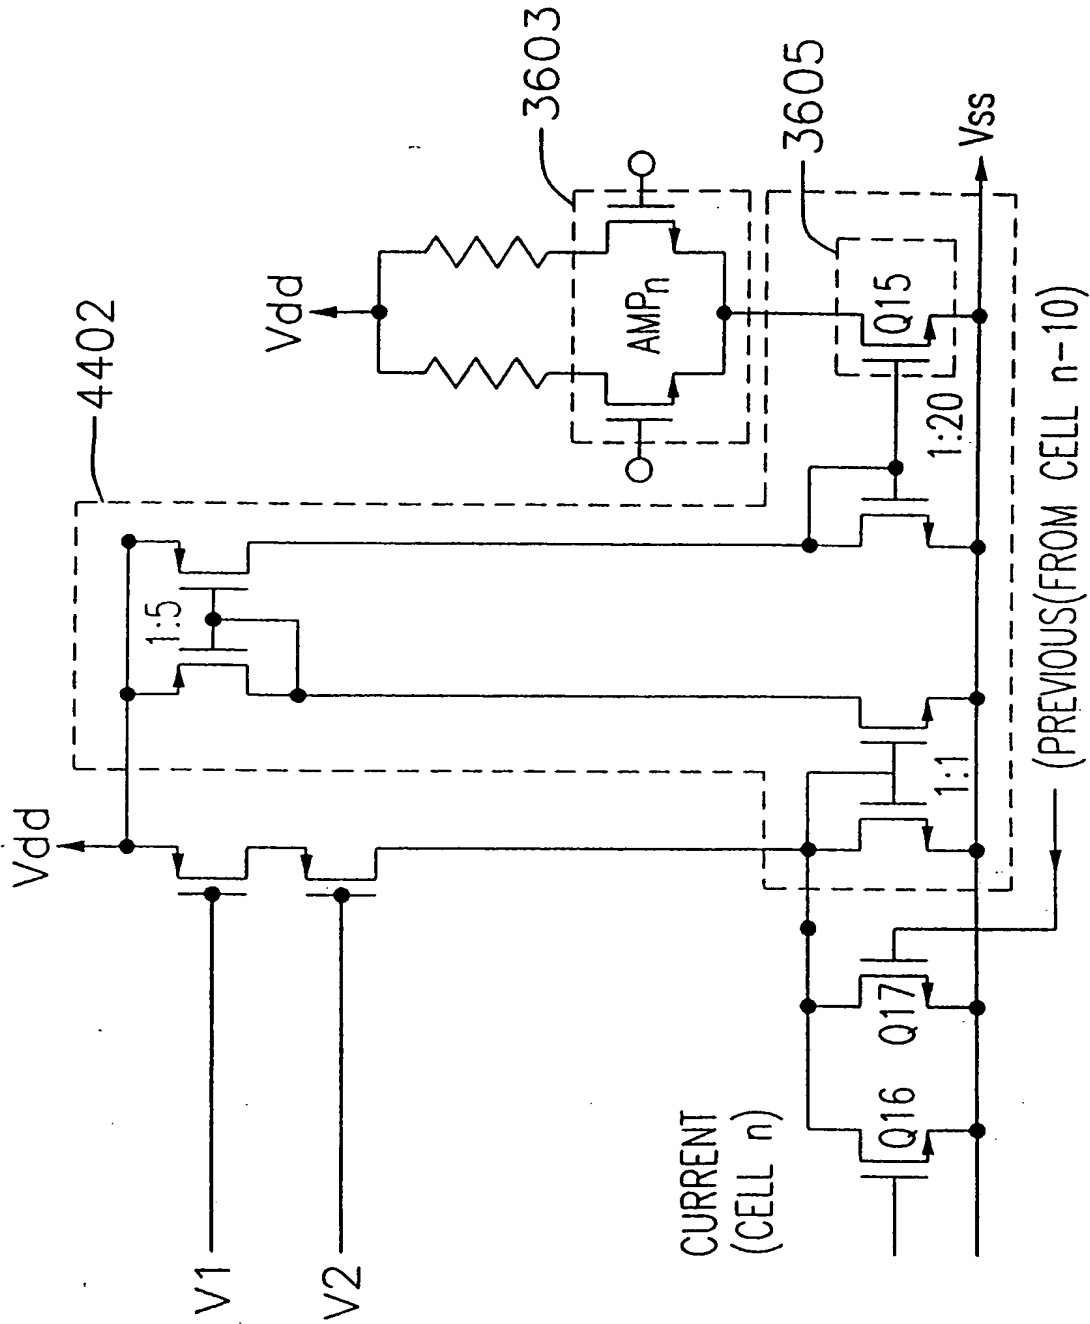 3603
3605
4402
Vdd
Vss
AMPn
Q15
1:20
1:5
(PREVIOUS(FROM CELL n-10)
1:1
Vdd
Q17
Q16
CURRENT
(CELL n)
V1
V2